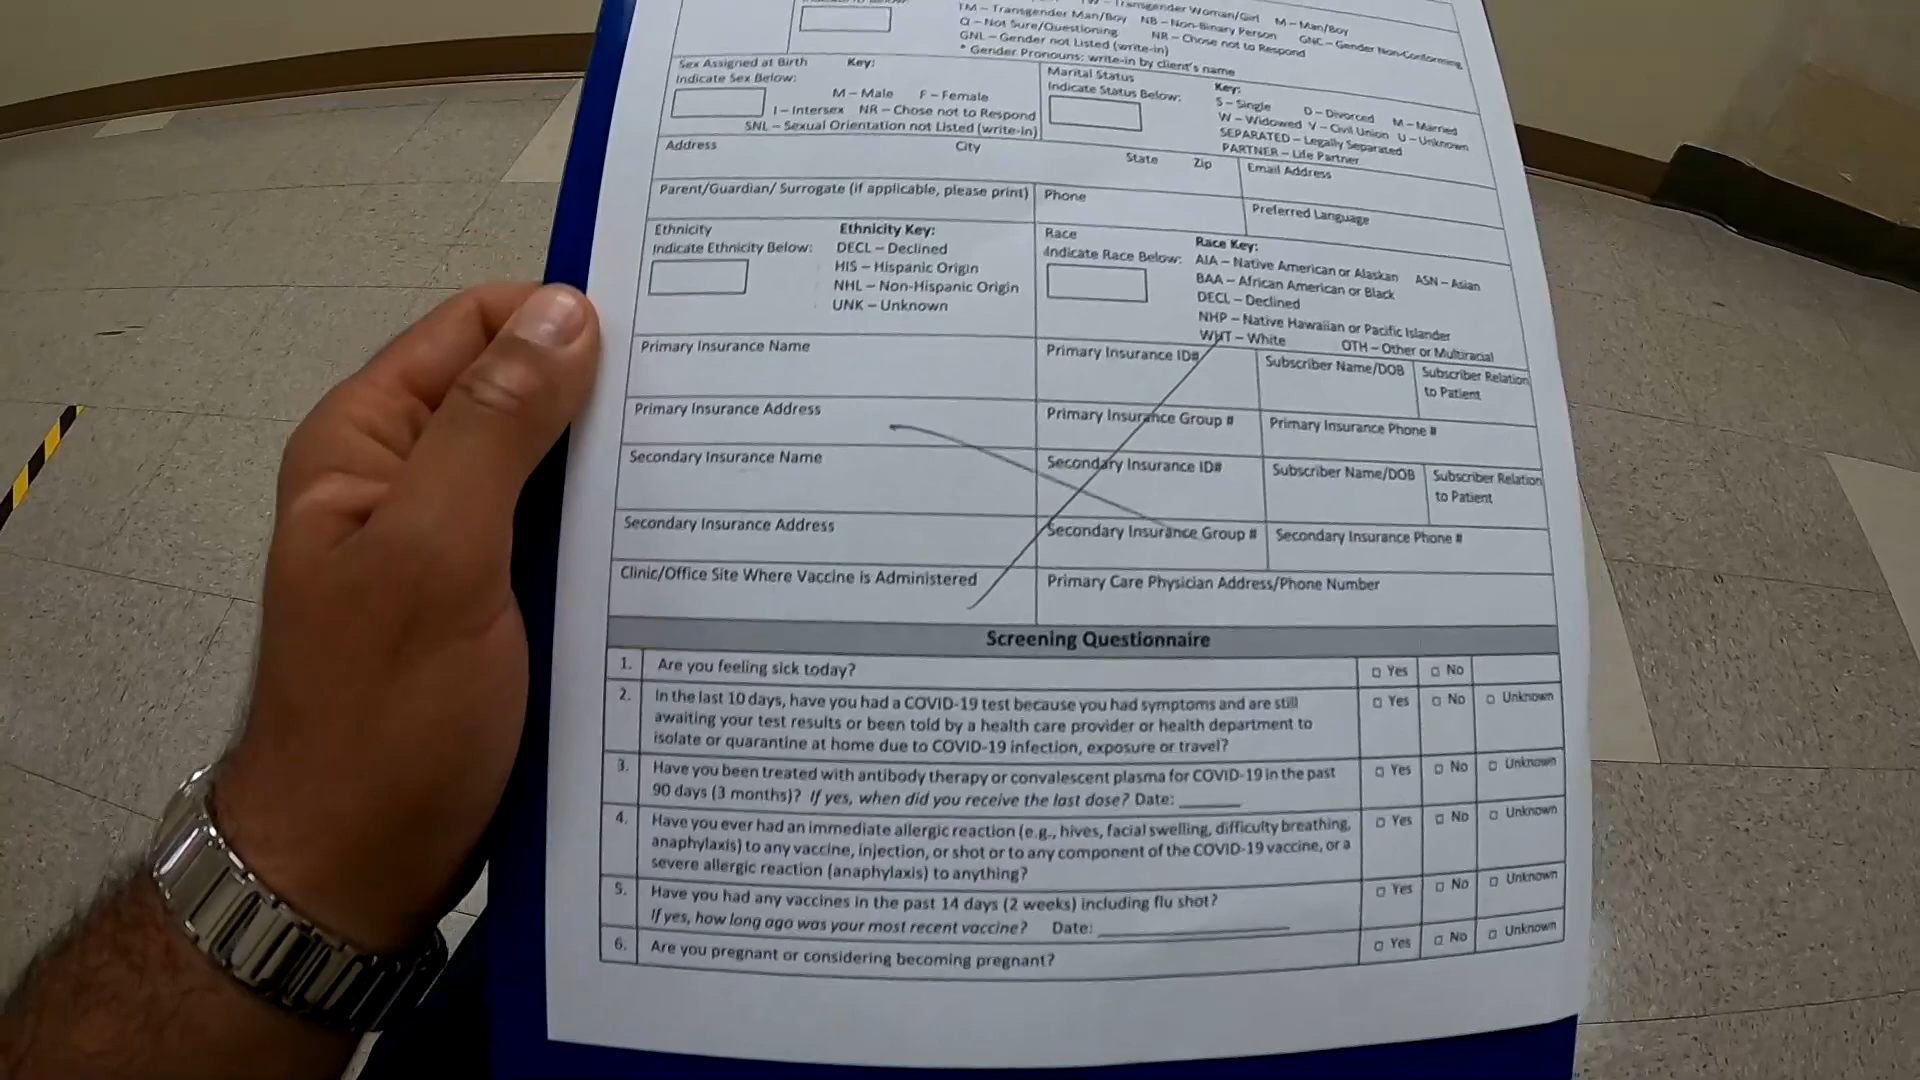 Transgender Woman/Girl M – Man/Boy
TM – Transgender Man/Boy NB – Non-Binary Person GNC – Gender Non-Conforming
Q – Not Sure/Questioning NR – Chose not to Respond
GNL – Gender not Listed (write-in)
* Gender Pronouns: write-in by client's name
Sex Assigned at Birth Key:
Indicate Sex Below:
M – Male F – Female
I – Intersex NR – Chose not to Respond
SNL – Sexual Orientation not Listed (write-in)
Marital Status Key:
Indicate Status Below:
S – Single D – Divorced M – Married
W – Widowed V – Civil Union U – Unknown
SEPARATED – Legally Separated
PARTNER – Life Partner
Address City State Zip
Email Address
Parent/Guardian/ Surrogate (if applicable, please print)
Phone
Preferred Language
Ethnicity Ethnicity Key:
Indicate Ethnicity Below:
DECL – Declined
HIS – Hispanic Origin
NHL – Non-Hispanic Origin
UNK – Unknown
Race Race Key:
Indicate Race Below:
AIA – Native American or Alaskan ASN – Asian
BAA – African American or Black
DECL – Declined
NHP – Native Hawaiian or Pacific Islander
WHT – White OTH – Other or Multiracial
Primary Insurance Name
Primary Insurance ID#
Subscriber Name/DOB
Subscriber Relation
to Patient
Primary Insurance Address
Primary Insurance Group #
Primary Insurance Phone #
Secondary Insurance Name
Secondary Insurance ID#
Subscriber Name/DOB
Subscriber Relation
to Patient
Secondary Insurance Address
Secondary Insurance Group #
Secondary Insurance Phone #
Clinic/Office Site Where Vaccine is Administered
Primary Care Physician Address/Phone Number
Screening Questionnaire
1. Are you feeling sick today? □ Yes □ No
2. In the last 10 days, have you had a COVID-19 test because you had symptoms and are still □ Yes □ No □ Unknown
awaiting your test results or been told by a health care provider or health department to
isolate or quarantine at home due to COVID-19 infection, exposure or travel?
3. Have you been treated with antibody therapy or convalescent plasma for COVID-19 in the past □ Yes □ No □ Unknown
90 days (3 months)? If yes, when did you receive the last dose? Date: ______
4. Have you ever had an immediate allergic reaction (e.g., hives, facial swelling, difficulty breathing, □ Yes □ No □ Unknown
anaphylaxis) to any vaccine, injection, or shot or to any component of the COVID-19 vaccine, or a
severe allergic reaction (anaphylaxis) to anything?
5. Have you had any vaccines in the past 14 days (2 weeks) including flu shot? □ Yes □ No □ Unknown
If yes, how long ago was your most recent vaccine? Date: ____________________
6. Are you pregnant or considering becoming pregnant? □ Yes □ No □ Unknown